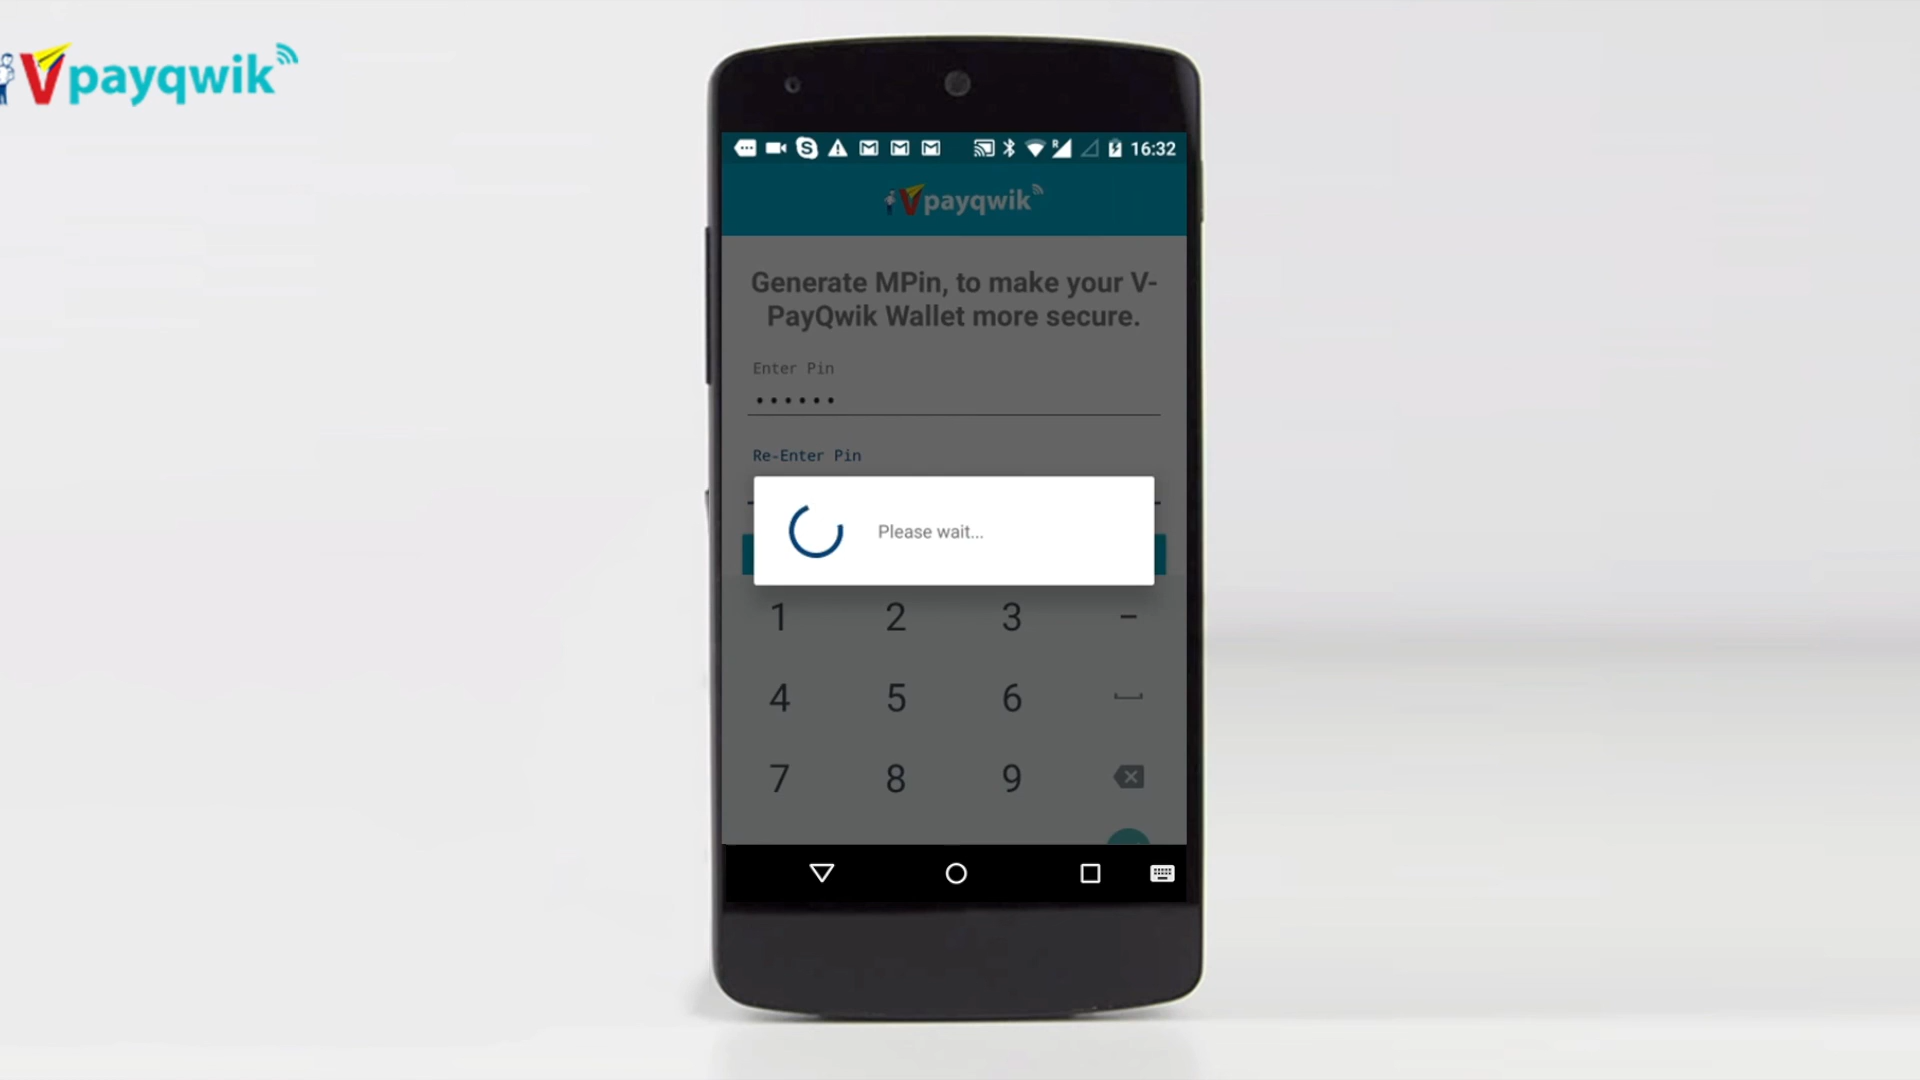 Vpayqwik
16:32
Vpayqwik
Generate MPin, to make your V-
PayQwik Wallet more secure.
Enter Pin
••••••
Re-Enter Pin
Please wait...
1 2 3 -
4 5 6
7 8 9